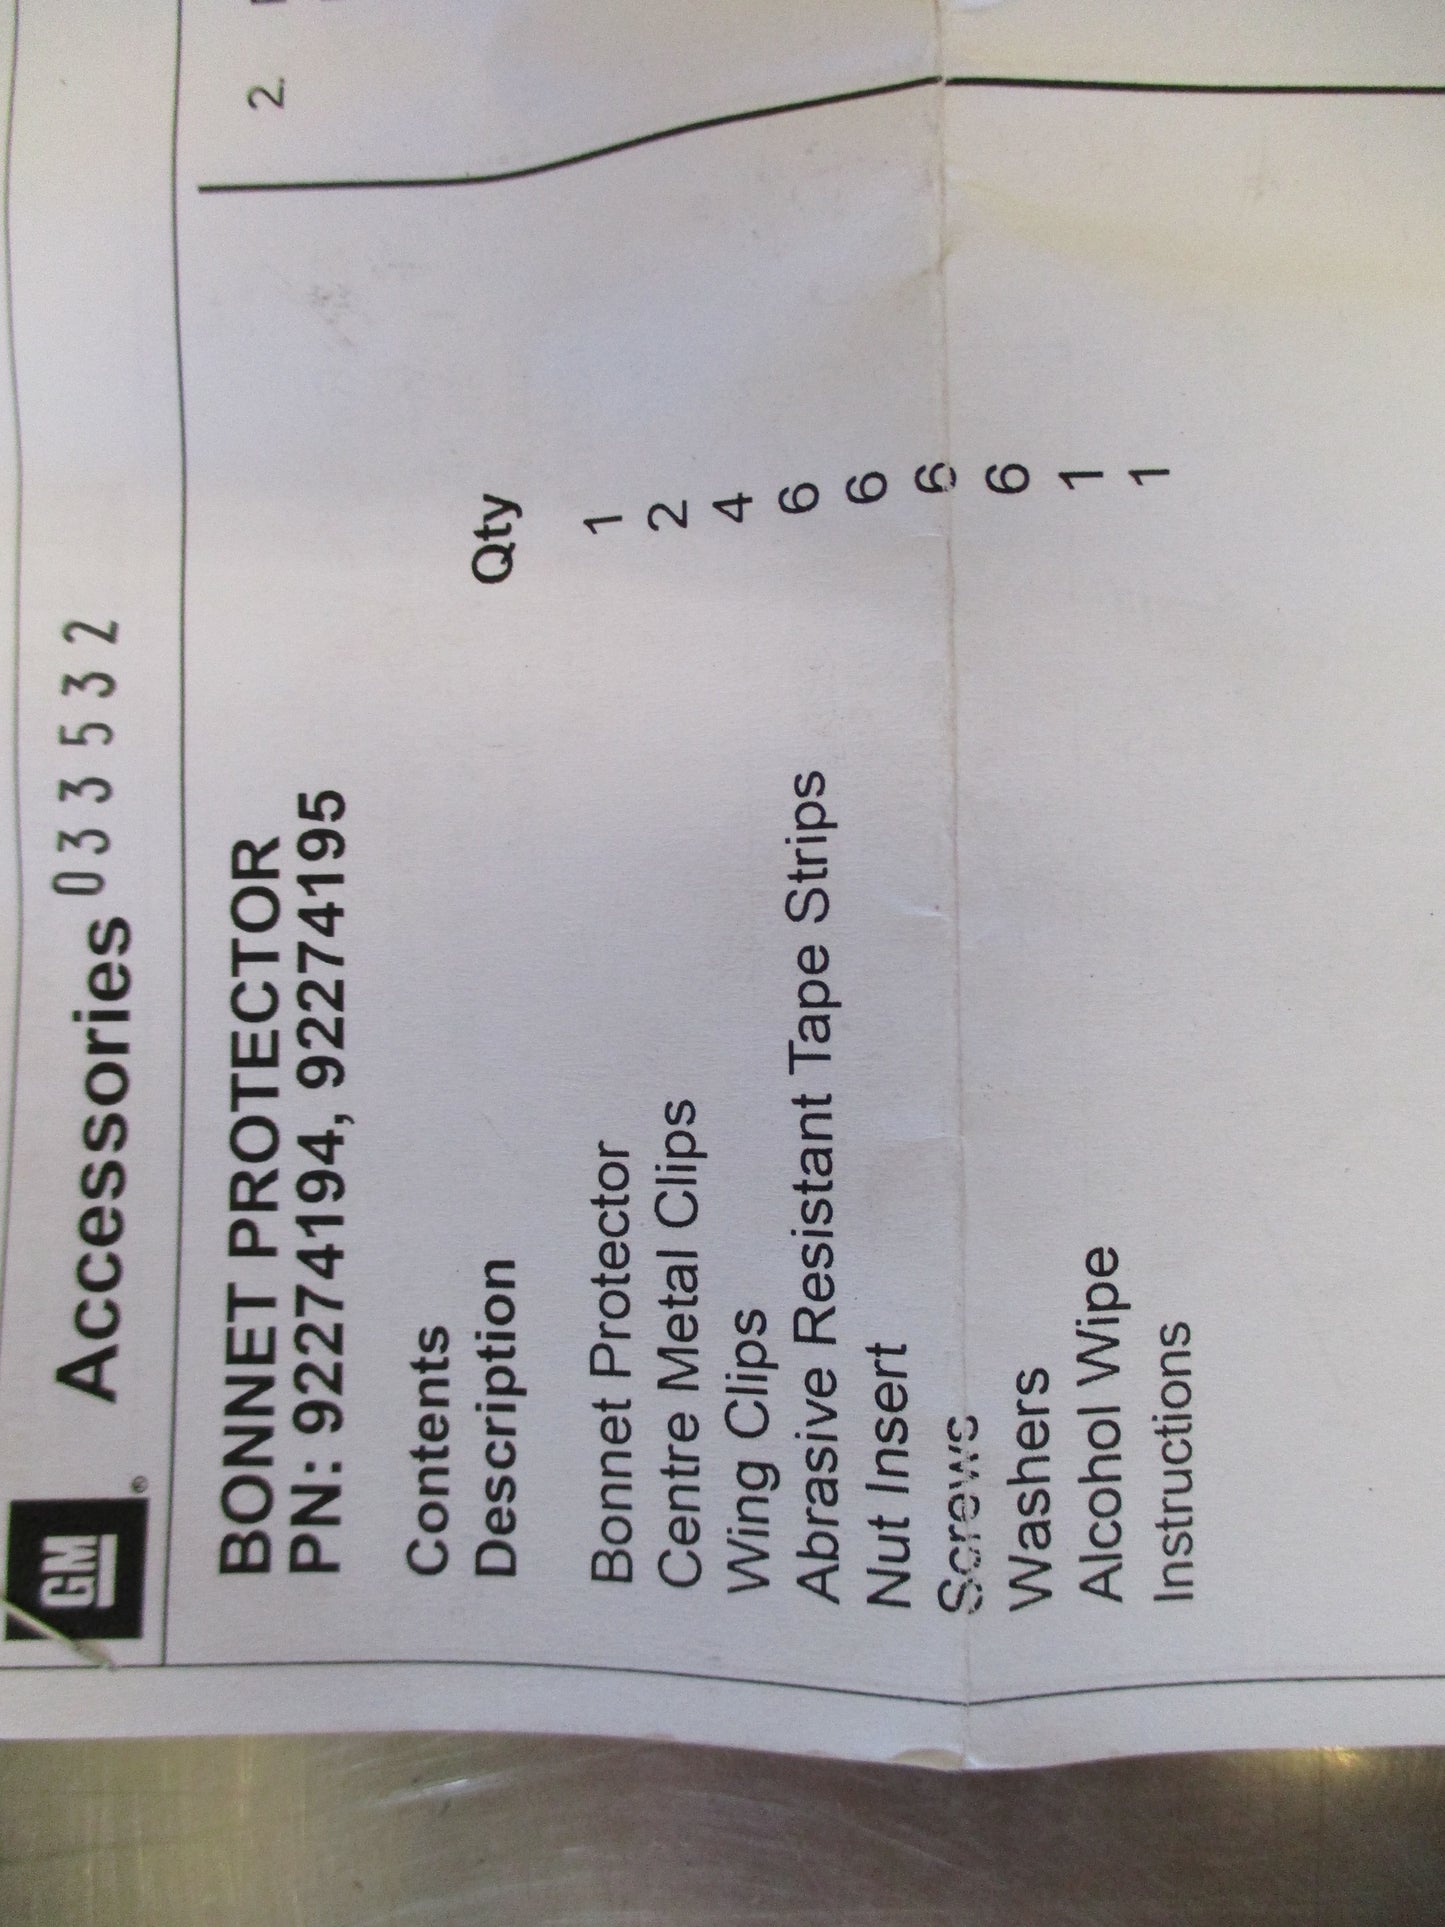 GM ® Accessories 033532
BONNET PROTECTOR
PN: 92274194, 92274195
Contents
Description Qty
Bonnet Protector 1
Centre Metal Clips 2
Wing Clips 4
Abrasive Resistant Tape Strips 6
Nut Insert 6
Screws 6
Washers 6
Alcohol Wipe 1
Instructions 1
2.